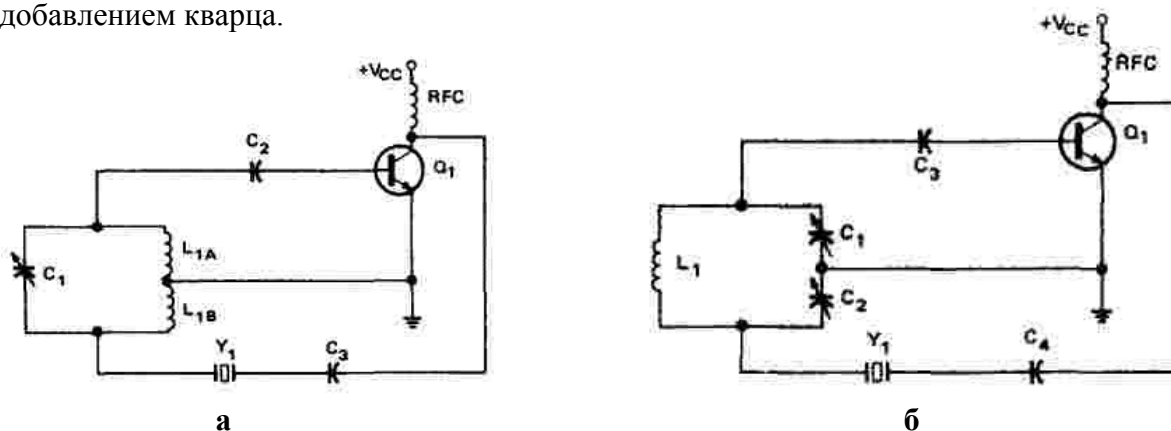 добавлением кварца.
+VCC
RFC
C2
Q1
L1A
C1
L1B
Y1
C3
а
+VCC
RFC
Q1
C3
C1
L1
C2
Y1
C4
б